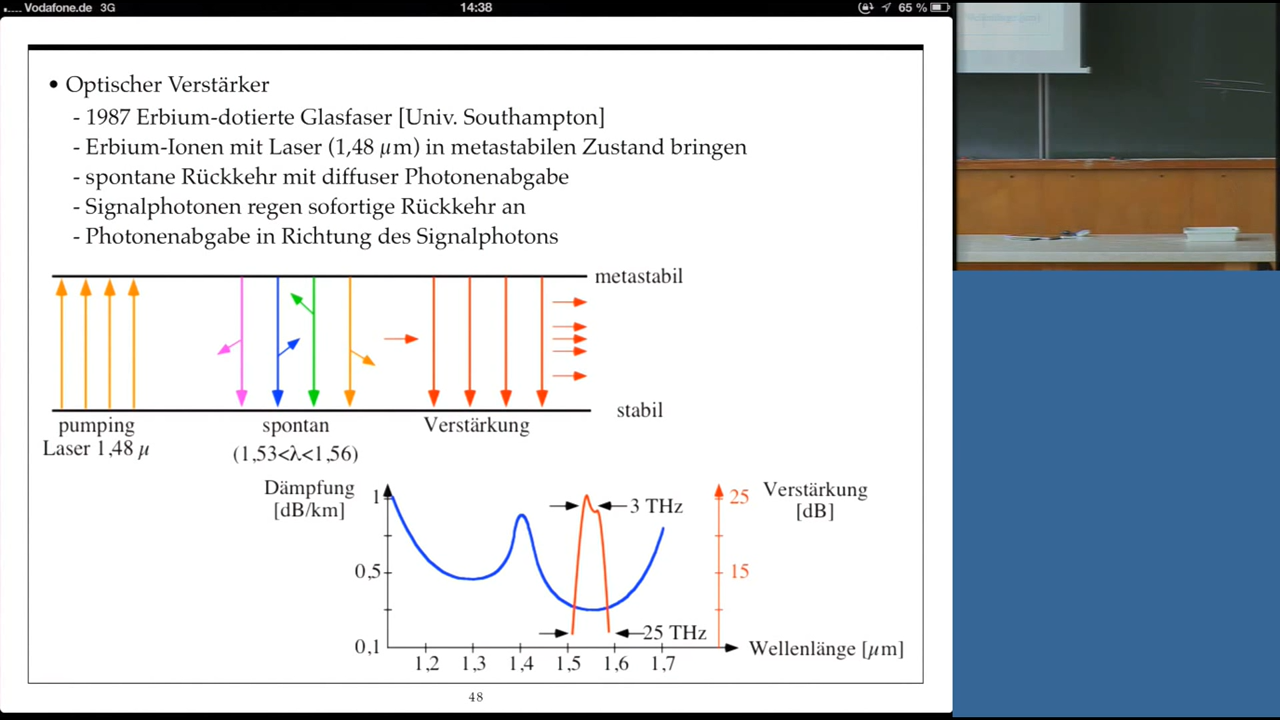 Vodafone.de 3G 14:38 65 %
• Optischer Verstärker
- 1987 Erbium-dotierte Glasfaser [Univ. Southampton]
- Erbium-Ionen mit Laser (1,48 µm) in metastabilen Zustand bringen
- spontane Rückkehr mit diffuser Photonenabgabe
- Signalphotonen regen sofortige Rückkehr an
- Photonenabgabe in Richtung des Signalphotons
metastabil
stabil
pumping
Laser 1,48 µ
spontan
(1,53<λ<1,56)
Verstärkung
Dämpfung
[dB/km]
1
0,5
0,1
3 THz
25 THz
25
15
Verstärkung
[dB]
1,2 1,3 1,4 1,5 1,6 1,7
Wellenlänge [µm]
48